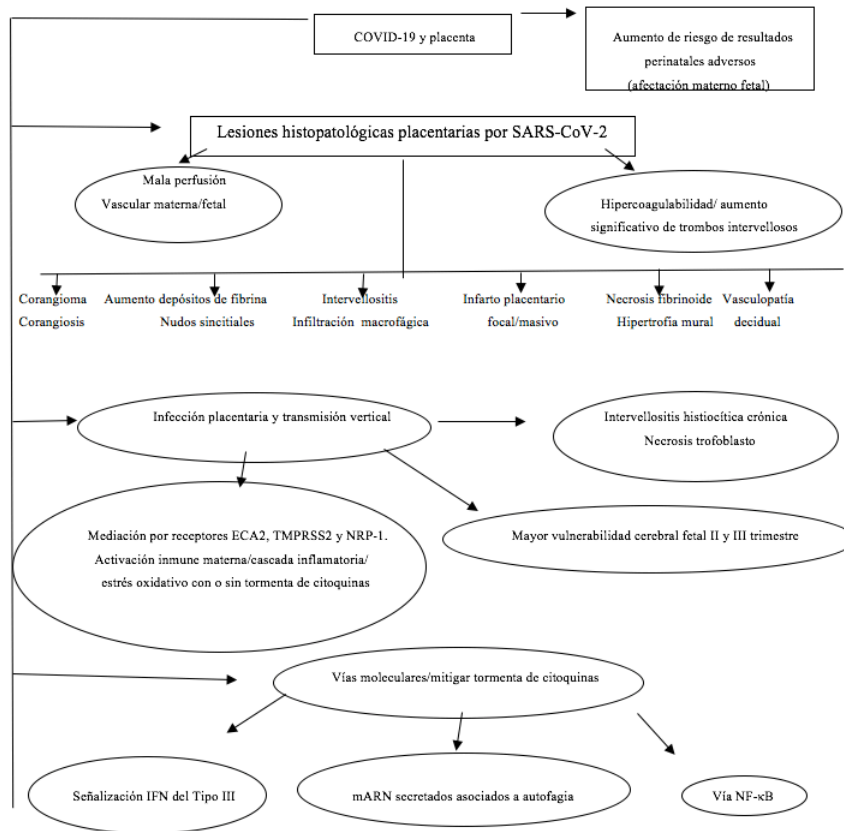 COVID-19 y placenta
Aumento de riesgo de resultados
perinatales adversos
(afectación materno fetal)
Lesiones histopatológicas placentarias por SARS-CoV-2
Mala perfusión
Vascular materna/fetal
Hipercoagulabilidad/ aumento
significativo de trombos intervellosos
Corangioma
Corangiosis
Aumento depósitos de fibrina
Nudos sincitiales
Intervellositis
Infiltración macrofágica
Infarto placentario
focal/masivo
Necrosis fibrinoide
Hipertrofia mural
Vasculopatía
decidual
Infección placentaria y transmisión vertical
Intervellositis histiocítica crónica
Necrosis trofoblasto
Mediación por receptores ECA2, TMPRSS2 y NRP-1.
Activación inmune materna/cascada inflamatoria/
estrés oxidativo con o sin tormenta de citoquinas
Mayor vulnerabilidad cerebral fetal II y III trimestre
Vías moleculares/mitigar tormenta de citoquinas
Señalización IFN del Tipo III
mARN secretados asociados a autofagia
Vía NF-κB